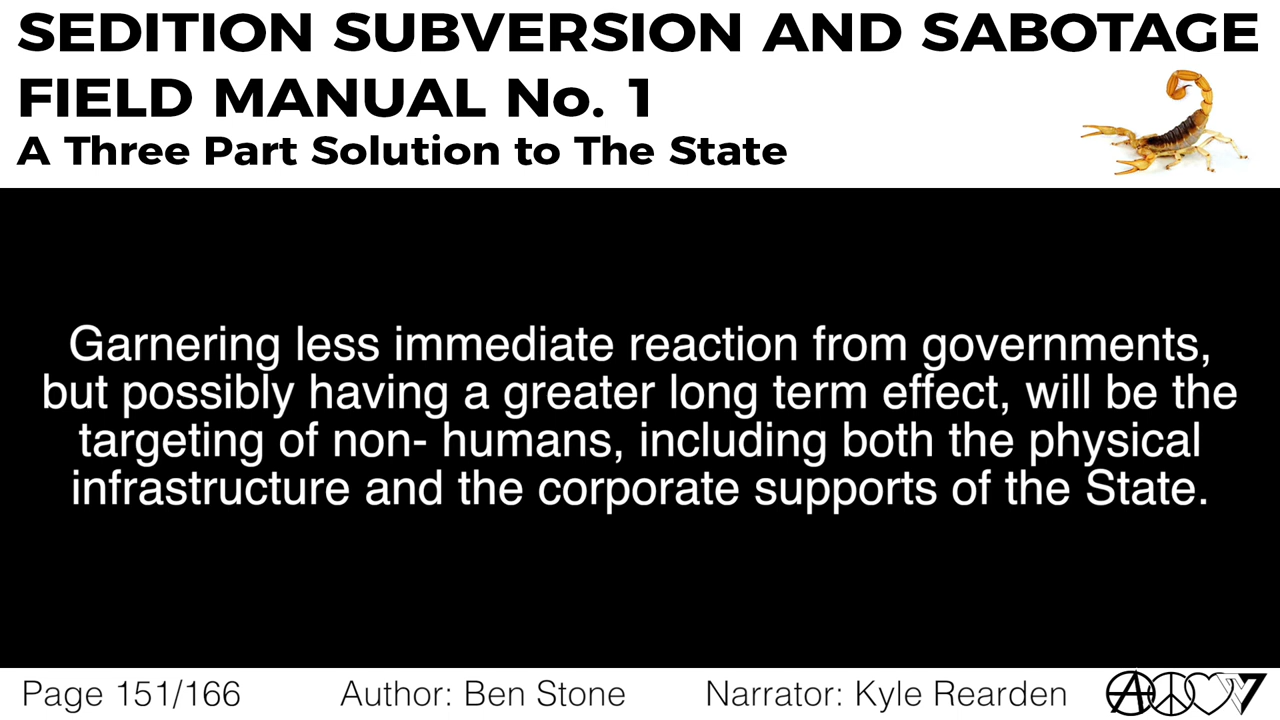 SEDITION SUBVERSION AND SABOTAGE
FIELD MANUAL No. 1
A Three Part Solution to The State
Garnering less immediate reaction from governments,
but possibly having a greater long term effect, will be the
targeting of non- humans, including both the physical
infrastructure and the corporate supports of the State.
Page 151/166 Author: Ben Stone Narrator: Kyle Rearden